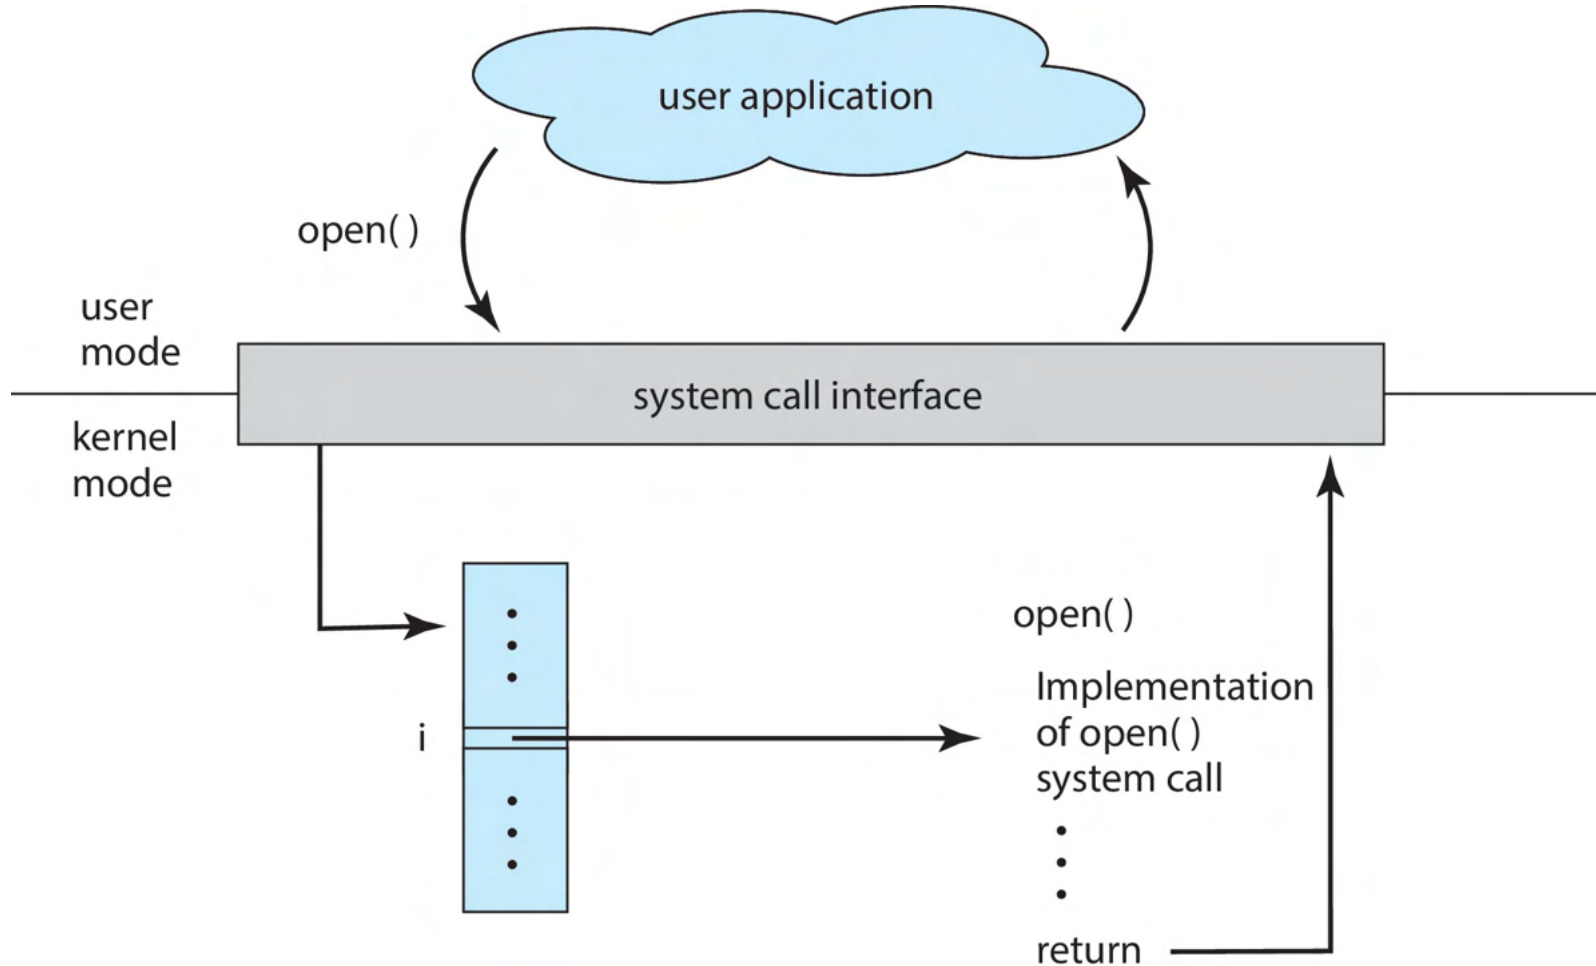 user application
open( )
user
mode
system call interface
kernel
mode
open( )
Implementation
of open( )
system call
i
return